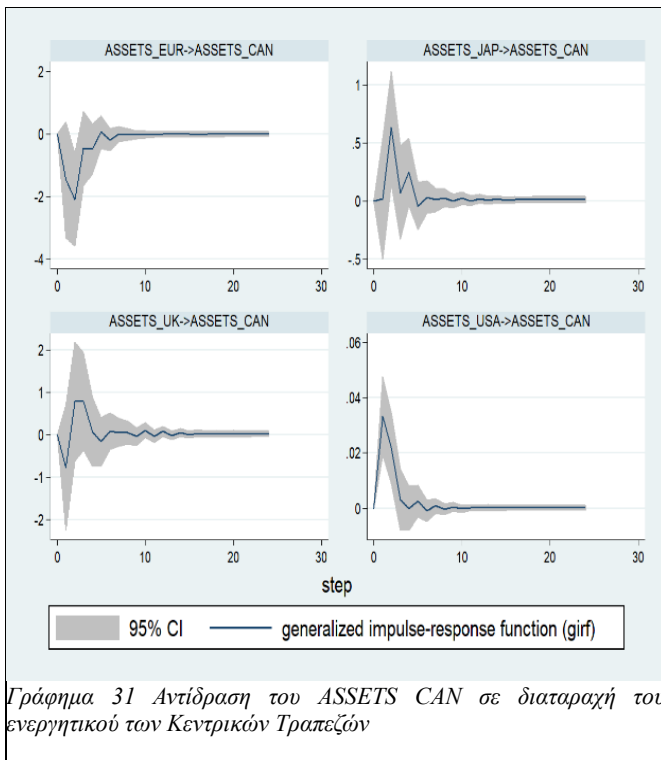 ASSETS_EUR->ASSETS_CAN
ASSETS_JAP->ASSETS_CAN
2
0
-2
-4
0 10 20 30
1
.5
0
-.5
0 10 20 30
ASSETS_UK->ASSETS_CAN
ASSETS_USA->ASSETS_CAN
2
1
0
-1
-2
0 10 20 30
.06
.04
.02
0
0 10 20 30
step
95% CI
generalized impulse-response function (girf)
Γράφημα 31 Αντίδραση του ASSETS CAN σε διαταραχή του
ενεργητικού των Κεντρικών Τραπεζών